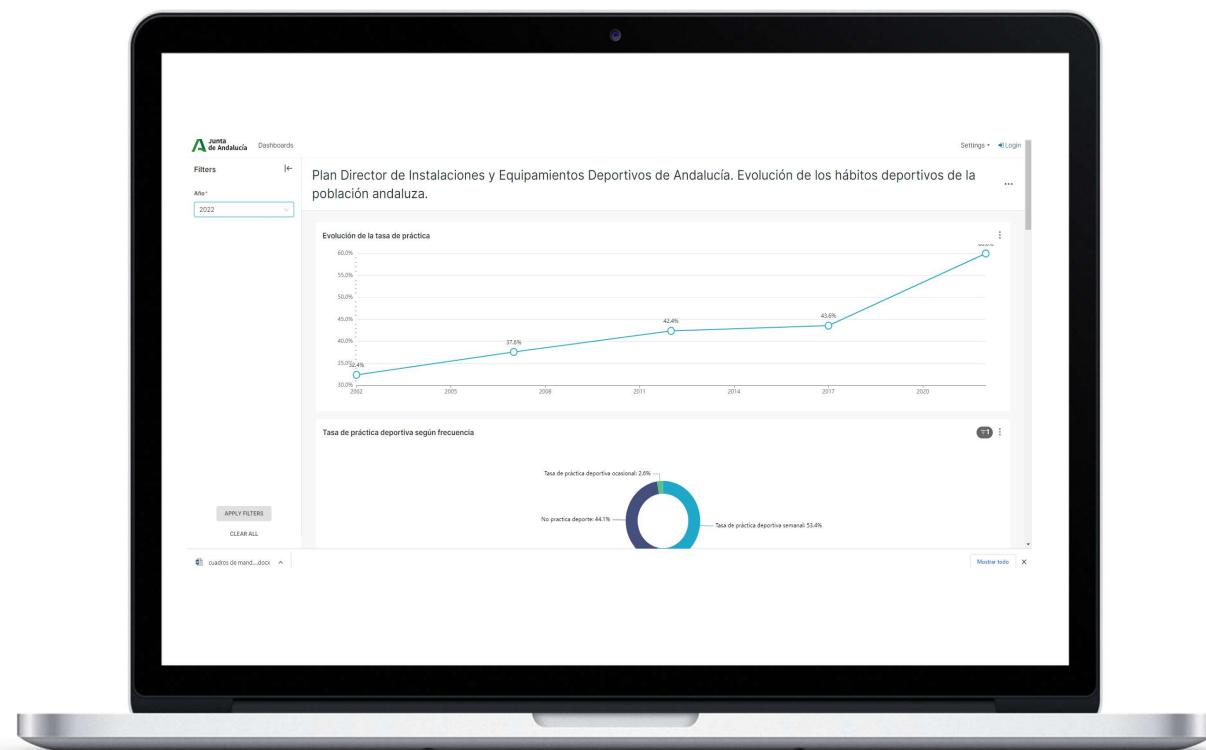 Junta
de Andalucía
Dashboards
Settings
Login
Filters
Año*
2022
Plan Director de Instalaciones y Equipamientos Deportivos de Andalucía. Evolución de los hábitos deportivos de la
población andaluza.
Evolución de la tasa de práctica
60.0%
55.0%
50.0%
45.0%
40.0%
35.0%
30.0%
32.4%
37.6%
42.4%
43.6%
2002
2005
2008
2011
2014
2017
2020
Tasa de práctica deportiva según frecuencia
1
Tasa de práctica deportiva ocasional: 2.6%
No practica deporte: 44.1%
Tasa de práctica deportiva semanal: 53.4%
APPLY FILTERS
CLEAR ALL
cuadros de mand....docx
Mostrar todo